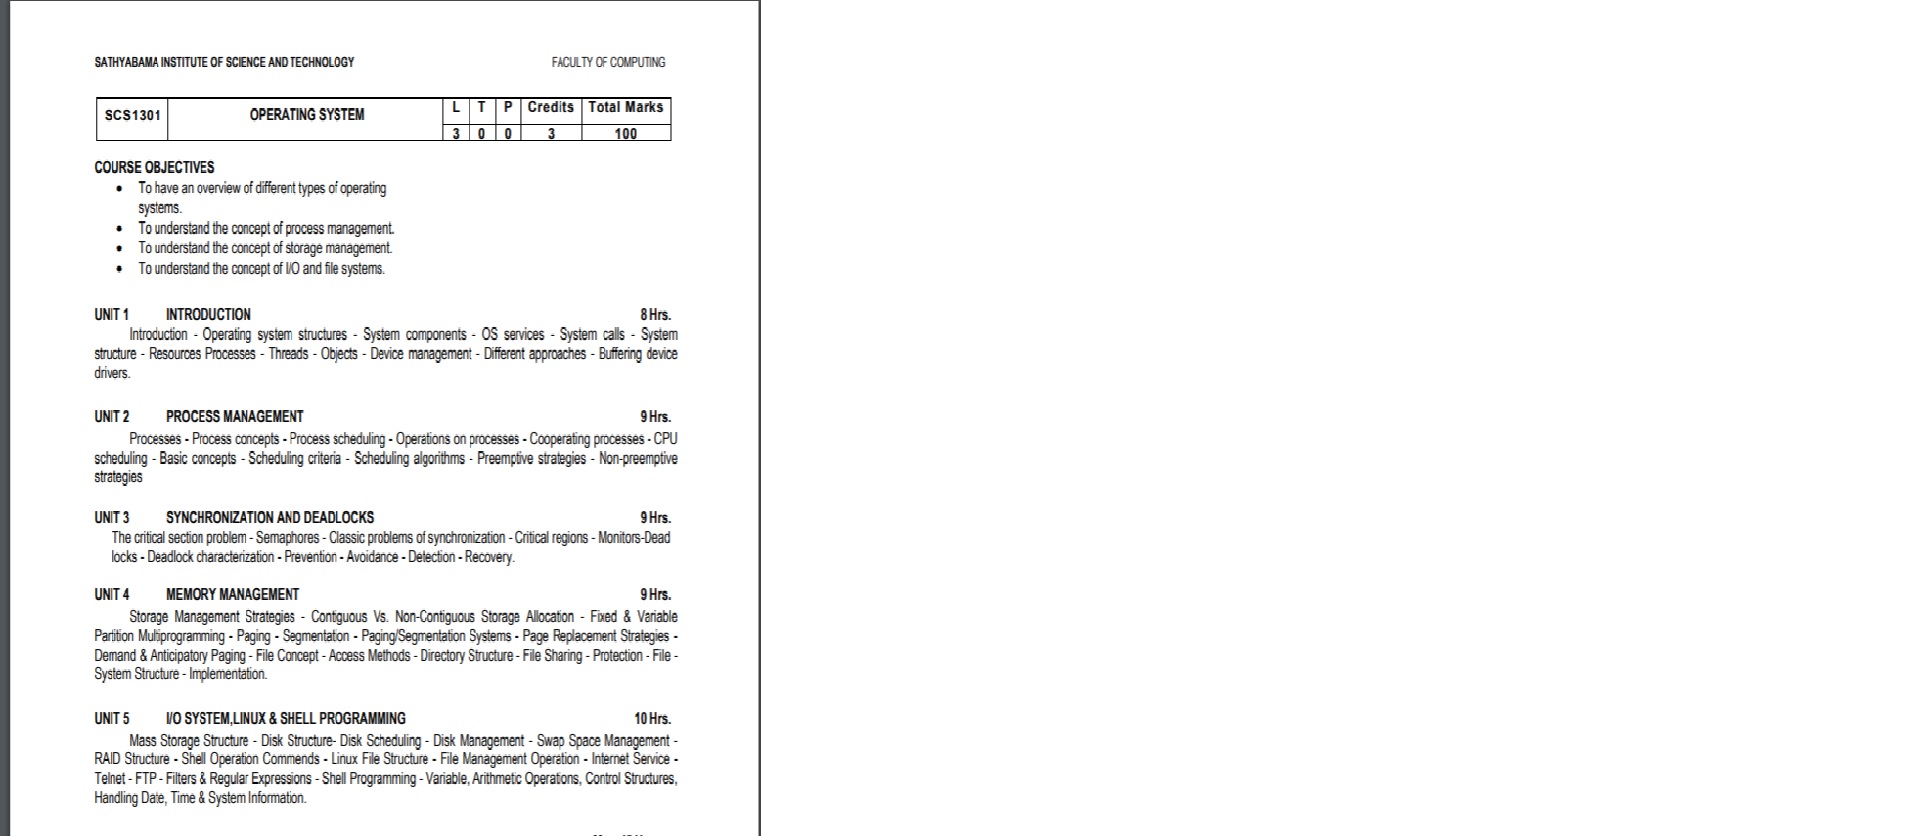 SATHYABAMA INSTITUTE OF SCIENCE AND TECHNOLOGY FACULTY OF COMPUTING
SCS1301 OPERATING SYSTEM L T P Credits Total Marks
3 0 0 3 100
COURSE OBJECTIVES
• To have an overview of different types of operating
systems.
• To understand the concept of process management.
• To understand the concept of storage management.
• To understand the concept of I/O and file systems.
UNIT 1 INTRODUCTION 8 Hrs.
Introduction - Operating system structures - System components - OS services - System calls - System
structure - Resources Processes - Threads - Objects - Device management - Different approaches - Buffering device
drivers.
UNIT 2 PROCESS MANAGEMENT 9 Hrs.
Processes - Process concepts - Process scheduling - Operations on processes - Cooperating processes - CPU
scheduling - Basic concepts - Scheduling criteria - Scheduling algorithms - Preemptive strategies - Non-preemptive
strategies
UNIT 3 SYNCHRONIZATION AND DEADLOCKS 9 Hrs.
The critical section problem - Semaphores - Classic problems of synchronization - Critical regions - Monitors-Dead
locks - Deadlock characterization - Prevention - Avoidance - Detection - Recovery.
UNIT 4 MEMORY MANAGEMENT 9 Hrs.
Storage Management Strategies - Contiguous Vs. Non-Contiguous Storage Allocation - Fixed & Variable
Partition Multiprogramming - Paging - Segmentation - Paging/Segmentation Systems - Page Replacement Strategies -
Demand & Anticipatory Paging - File Concept - Access Methods - Directory Structure - File Sharing - Protection - File -
System Structure - Implementation.
UNIT 5 I/O SYSTEM,LINUX & SHELL PROGRAMMING 10 Hrs.
Mass Storage Structure - Disk Structure- Disk Scheduling - Disk Management - Swap Space Management -
RAID Structure - Shell Operation Commends - Linux File Structure - File Management Operation - Internet Service -
Telnet - FTP - Filters & Regular Expressions - Shell Programming - Variable, Arithmetic Operations, Control Structures,
Handling Date, Time & System Information.